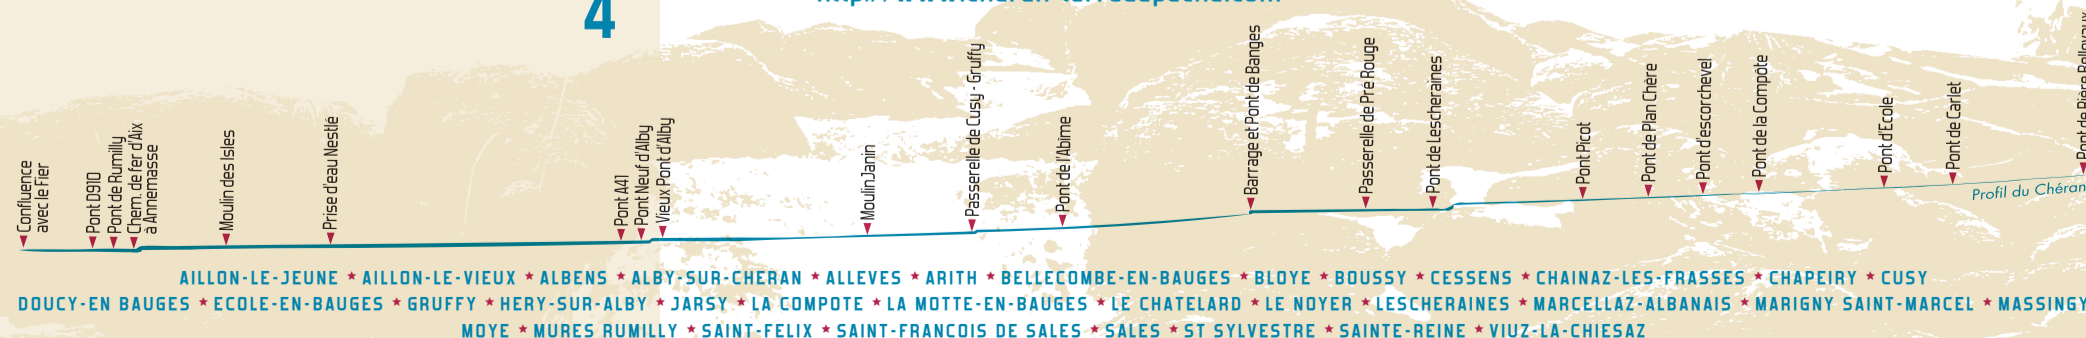 4
Confluence
avec le Fier
Pont D910
Pont de Rumilly
Chem. de fer d'Aix
à Annemasse
Moulin des Isles
Prise d'eau Nestlé
Pont A41
Pont Neuf d'Alby
Vieux Pont d'Alby
Moulin Janin
Passerelle de Cusy - Gruffy
Pont de l'Abime
Barrage et Pont de Banges
Passerelle de Pré Rouge
Pont de Lescheraines
Pont Picot
Pont de Plan Chère
Pont d'escorchevel
Pont de la Compôte
Pont d'Ecole
Pont de Carlet
Profil du Chéran
AILLON-LE-JEUNE * AILLON-LE-VIEUX * ALBENS * ALBY-SUR-CHERAN * ALLEVES * ARITH * BELLECOMBE-EN-BAUGES * BLOYE * BOUSSY * CESSENS * CHAINAZ-LES-FRASSES * CHAPEIRY * CUSY
DOUCY-EN BAUGES * ECOLE-EN-BAUGES * GRUFFY * HERY-SUR-ALBY * JARSY * LA COMPOTE * LA MOTTE-EN-BAUGES * LE CHATELARD * LE NOYER * LESCHERAINES * MARCELLAZ-ALBANAIS * MARIGNY SAINT-MARCEL * MASSINGY
MOYE * MURES RUMILLY * SAINT-FELIX * SAINT-FRANCOIS DE SALES * SALES * ST SYLVESTRE * SAINTE-REINE * VIUZ-LA-CHIESAZ